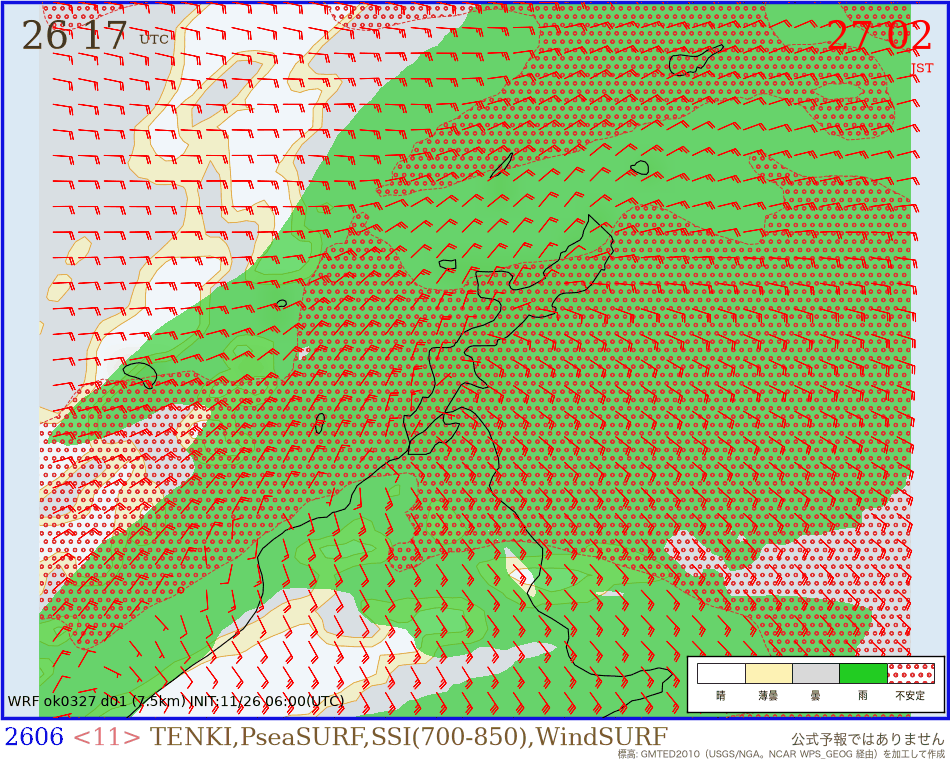 26 17 UTC
27 02
JST
WRF ok0327 d01 (7.5km) INIT:11/26 06:00(UTC)
晴 薄曇 曇 雨 不安定
2606 <11> TENKI,PseaSURF,SSI(700-850),WindSURF
公式予報ではありません
標高: GMTED2010（USGS/NGA。NCAR WPS_GEOG 経由）を加工して作成